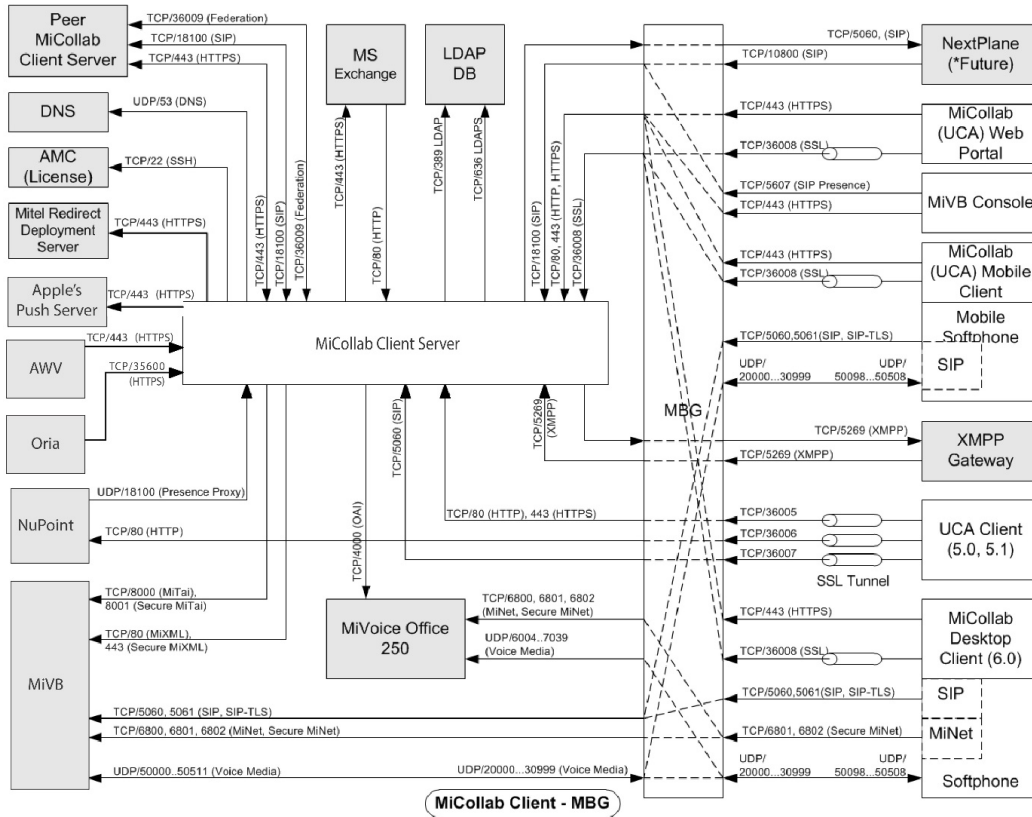 Peer
MiCollab
Client Server
TCP/36009 (Federation)
TCP/18100 (SIP)
TCP/443 (HTTPS)
MS
Exchange
LDAP
DB
TCP/5060, (SIP)
TCP/10800 (SIP)
NextPlane
(*Future)
DNS
UDP/53 (DNS)
AMC
(License)
TCP/22 (SSH)
Mitel Redirect
Deployment
Server
TCP/443 (HTTPS)
Apple's
Push Server
TCP/443 (HTTPS)
AWV
TCP/443 (HTTPS)
Oria
TCP/35600
(HTTPS)
TCP/443 (HTTPS)
TCP/18100 (SIP)
TCP/36009 (Federation)
TCP/443 (HTTPS)
TCP/80 (HTTP)
TCP/389 LDAP
TCP/636 LDAPS
TCP/18100 (SIP)
TCP/80, 443 (HTTP, HTTPS)
TCP/36008 (SSL)
MiCollab Client Server
TCP/443 (HTTPS)
TCP/36008 (SSL)
MiCollab
(UCA) Web
Portal
TCP/5607 (SIP Presence)
TCP/443 (HTTPS)
MiVB Console
TCP/443 (HTTPS)
TCP/36008 (SSL)
MiCollab
(UCA) Mobile
Client
Mobile
Softphone
TCP/5060,5061(SIP, SIP-TLS)
SIP
UDP/
20000...30999
UDP/
50098...50508
MBG
TCP/5269 (XMPP)
TCP/5269 (XMPP)
XMPP
Gateway
TCP/5060 (SIP)
TCP/5269
(XMPP)
NuPoint
UDP/18100 (Presence Proxy)
TCP/80 (HTTP)
TCP/4000 (OAI)
TCP/80 (HTTP), 443 (HTTPS)
TCP/36005
TCP/36006
TCP/36007
SSL Tunnel
UCA Client
(5.0, 5.1)
MiVB
TCP/8000 (MiTai),
8001 (Secure MiTai)
TCP/80 (MiXML),
443 (Secure MiXML)
MiVoice Office
250
TCP/6800, 6801, 6802
(MiNet, Secure MiNet)
UDP/6004..7039
(Voice Media)
TCP/443 (HTTPS)
TCP/36008 (SSL)
MiCollab
Desktop
Client (6.0)
TCP/5060, 5061 (SIP, SIP-TLS)
TCP/6800, 6801, 6802 (MiNet, Secure MiNet)
TCP/5060,5061(SIP, SIP-TLS)
SIP
TCP/6801, 6802 (Secure MiNet)
MiNet
UDP/50000...50511 (Voice Media)
UDP/20000...30999 (Voice Media)
UDP/
20000...30999
UDP/
50098...50508
Softphone
MiCollab Client - MBG